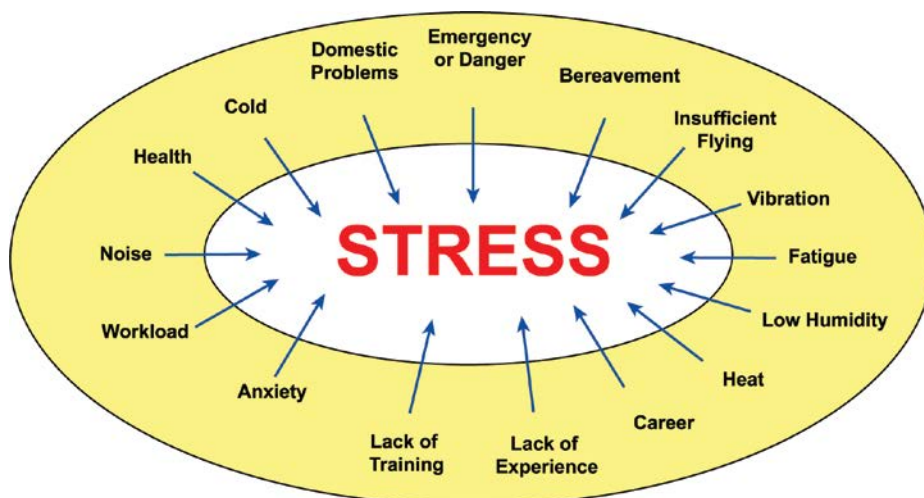 Domestic
Problems
Emergency
or Danger
Bereavement
Cold
Insufficient
Flying
Health
Vibration
STRESS
Noise
Fatigue
Workload
Low Humidity
Anxiety
Heat
Career
Lack of
Training
Lack of
Experience